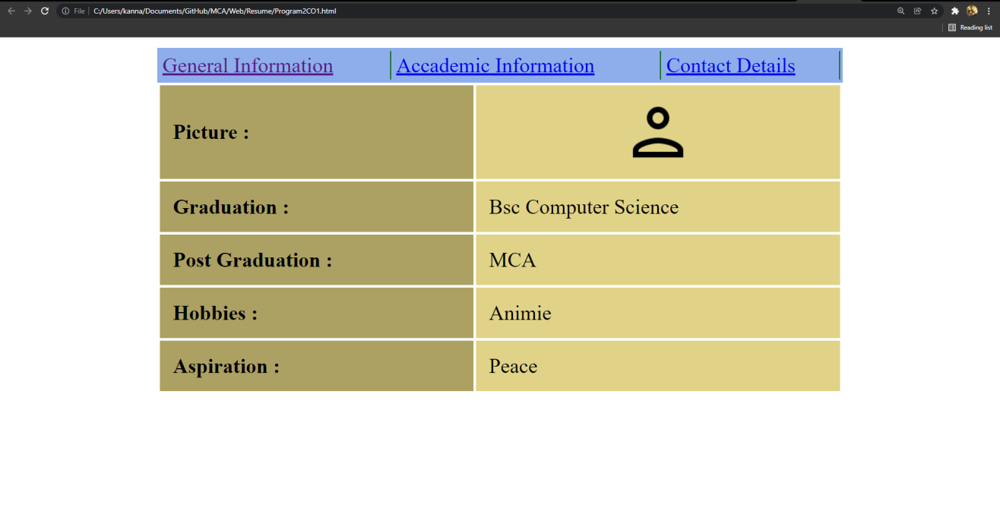 File C:/Users/kanna/Documents/GitHub/MCA/Web/Resume/Program2CO1.html
Reading list
General Information Accademic Information Contact Details
Picture :
Graduation : Bsc Computer Science
Post Graduation : MCA
Hobbies : Animie
Aspiration : Peace